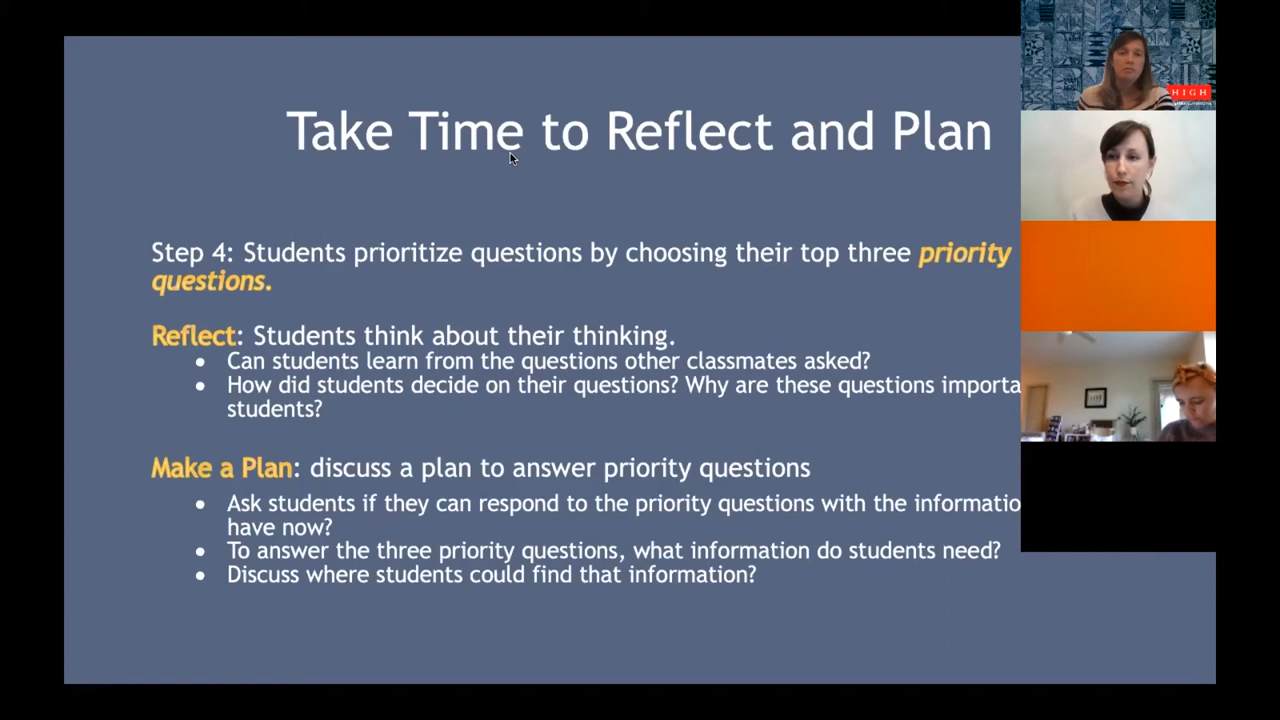 Take Time to Reflect and Plan
HIGH
Step 4: Students prioritize questions by choosing their top three priority
questions.
Reflect: Students think about their thinking.
• Can students learn from the questions other classmates asked?
• How did students decide on their questions? Why are these questions importa
students?
Make a Plan: discuss a plan to answer priority questions
• Ask students if they can respond to the priority questions with the informatio
have now?
• To answer the three priority questions, what information do students need?
• Discuss where students could find that information?